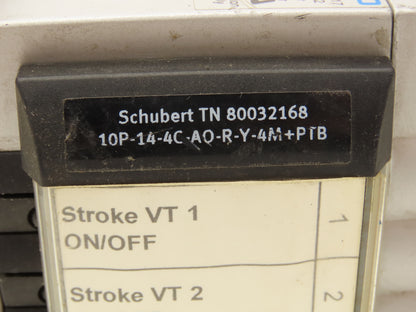 Schubert TN 80032168
10P-14-4C-AO-R-Y-4M+PTB
Stroke VT 1
ON/OFF
1
Stroke VT 2
2